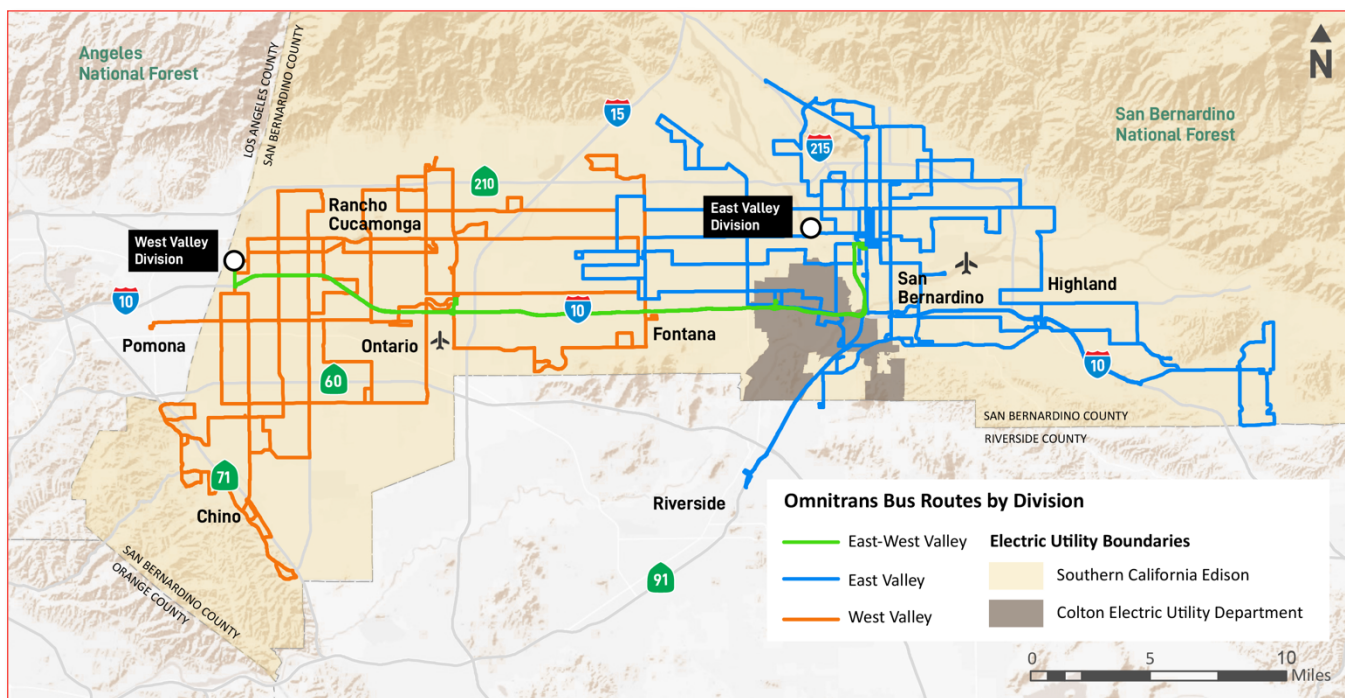 Angeles
National Forest
LOS ANGELES COUNTY
SAN BERNARDINO COUNTY
15
N
San Bernardino
National Forest
215
210
Rancho
Cucamonga
East Valley
Division
West Valley
Division
10
San
Bernardino
Highland
10
Pomona
Ontario
Fontana
60
10
SAN BERNARDINO COUNTY
RIVERSIDE COUNTY
71
Chino
Riverside
SAN BERNARDINO COUNTY
ORANGE COUNTY
91
Omnitrans Bus Routes by Division
East-West Valley
East Valley
West Valley
Electric Utility Boundaries
Southern California Edison
Colton Electric Utility Department
0 5 10
Miles